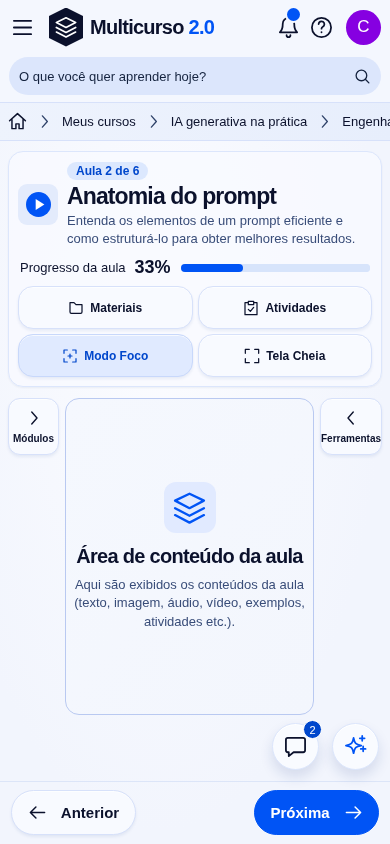 Multicurso 2.0
C
O que você quer aprender hoje?
Meus cursos
IA generativa na prática
Engenha
Aula 2 de 6
Anatomia do prompt
Entenda os elementos de um prompt eficiente e
como estruturá-lo para obter melhores resultados.
Progresso da aula 33%
Materiais
Atividades
Modo Foco
Tela Cheia
Módulos
Ferramentas
Área de conteúdo da aula
Aqui são exibidos os conteúdos da aula
(texto, imagem, áudio, vídeo, exemplos,
atividades etc.).
2
Anterior
Próxima